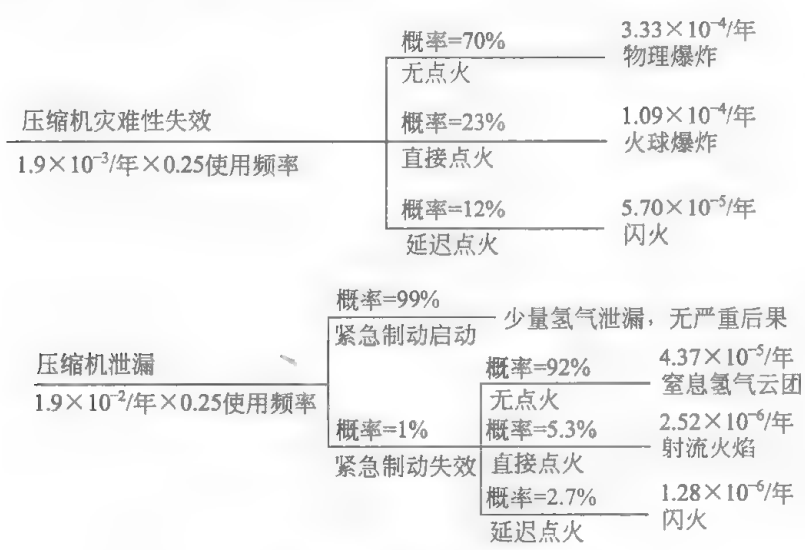 概率=70%
无点火
3.33×10⁻⁴/年
物理爆炸
压缩机灾难性失效
1.9×10⁻³/年×0.25使用频率
概率=23%
直接点火
1.09×10⁻⁴/年
火球爆炸
概率=12%
延迟点火
5.70×10⁻⁵/年
闪火
概率=99%
紧急制动启动
少量氢气泄漏，无严重后果
压缩机泄漏
1.9×10⁻²/年×0.25使用频率
概率=1%
紧急制动失效
概率=92%
无点火
4.37×10⁻⁵/年
窒息氢气云团
概率=5.3%
直接点火
2.52×10⁻⁶/年
射流火焰
概率=2.7%
延迟点火
1.28×10⁻⁶/年
闪火